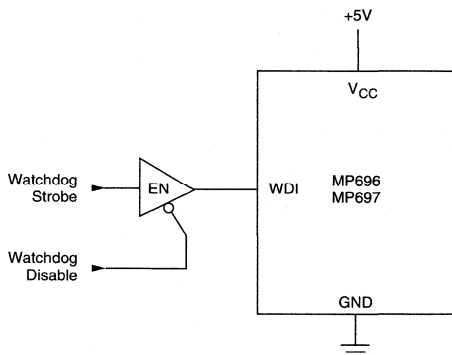 +5V
VCC
Watchdog
Strobe
EN
WDI
MP696
MP697
Watchdog
Disable
GND